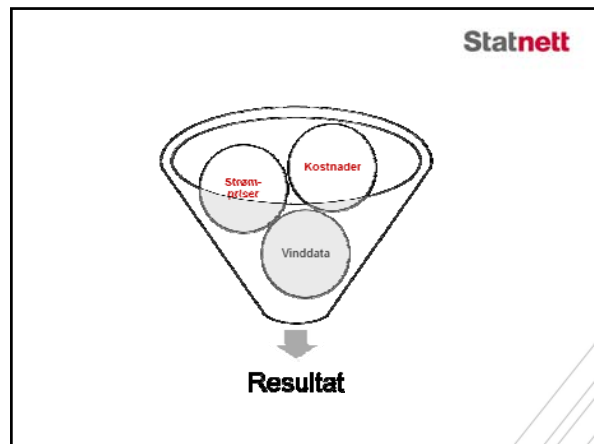 Statnett
Kostnader
Strøm-
priser
Vinddata
Resultat